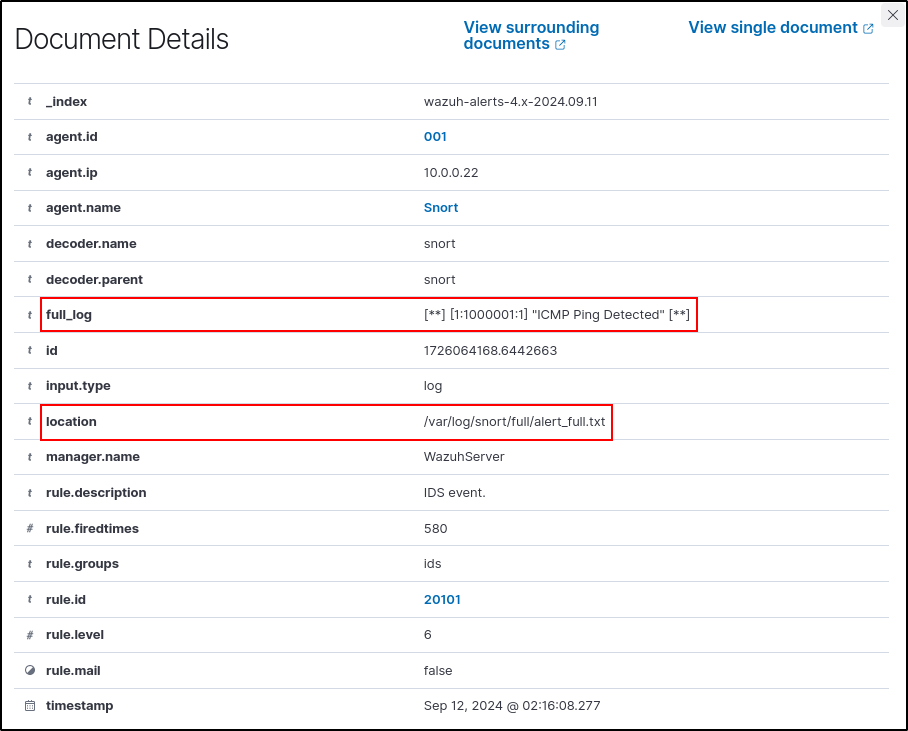 Document Details
View surrounding
documents
View single document
t _index wazuh-alerts-4.x-2024.09.11
t agent.id 001
t agent.ip 10.0.0.22
t agent.name Snort
t decoder.name snort
t decoder.parent snort
t full_log [**] [1:1000001:1] "ICMP Ping Detected" [**]
t id 1726064168.6442663
t input.type log
t location /var/log/snort/full/alert_full.txt
t manager.name WazuhServer
t rule.description IDS event.
# rule.firedtimes 580
t rule.groups ids
t rule.id 20101
# rule.level 6
rule.mail false
timestamp Sep 12, 2024 @ 02:16:08.277